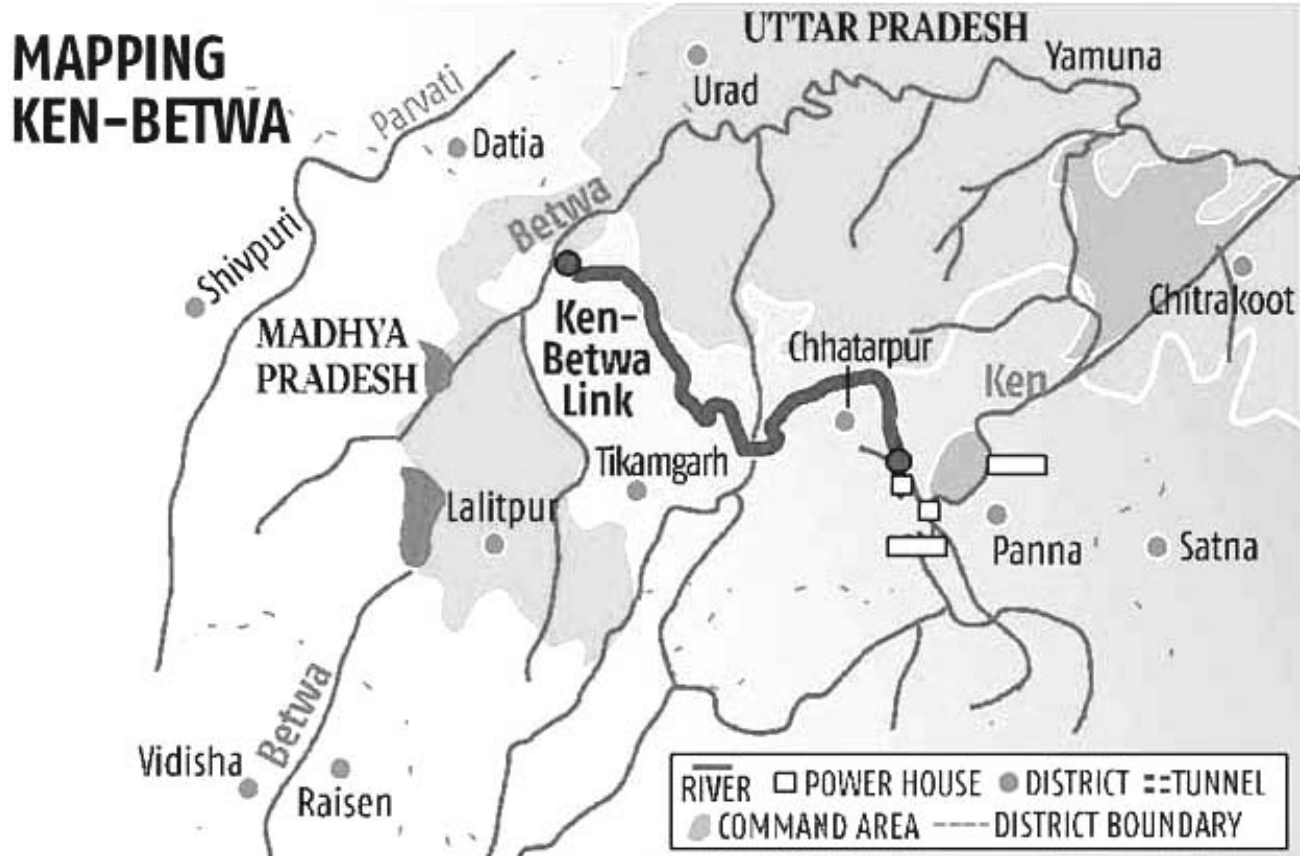 MAPPING
KEN-BETWA
UTTAR PRADESH
Yamuna
Urad
Parvati
Datia
Betwa
Shivpuri
MADHYA
PRADESH
Ken-
Betwa
Link
Chhatarpur
Chitrakoot
Ken
Tikamgarh
Lalitpur
Panna
Satna
Betwa
Vidisha
Raisen
RIVER POWER HOUSE DISTRICT TUNNEL
COMMAND AREA DISTRICT BOUNDARY